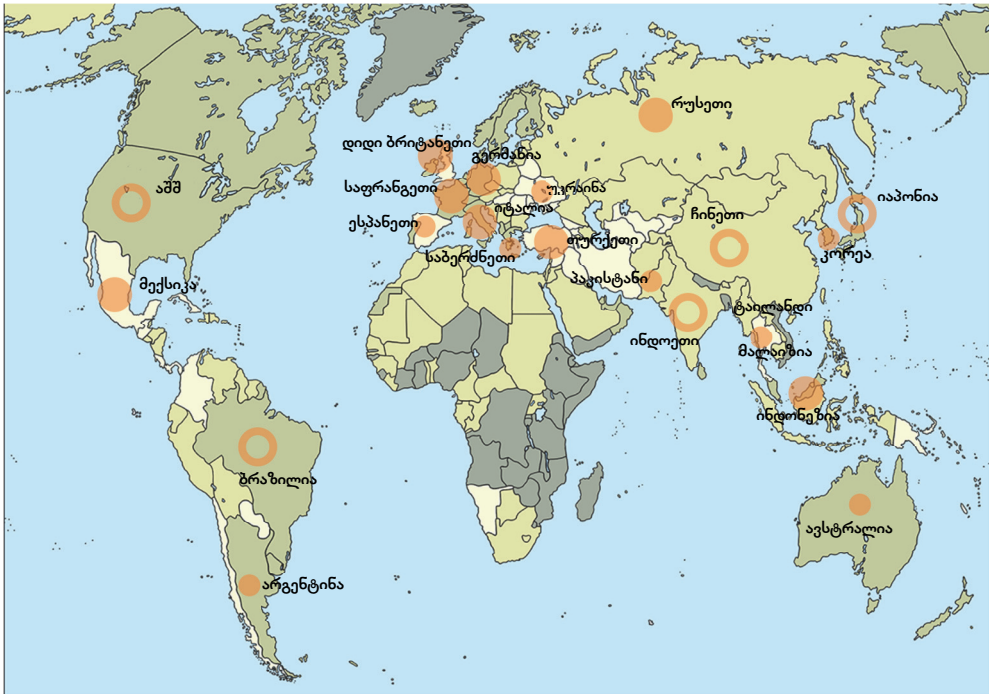 რუსეთი
დიდი ბრიტანეთი
გერმანია
აშშ
საფრანგეთი
უკრაინა
იაპონია
ესპანეთი
იტალია
ჩინეთი
თურქეთი
კორეა
საბერძნეთი
პაკისტანი
მექსიკა
ტაილანდი
ინდოეთი
მალაიზია
ინდონეზია
ბრაზილია
ავსტრალია
არგენტინა